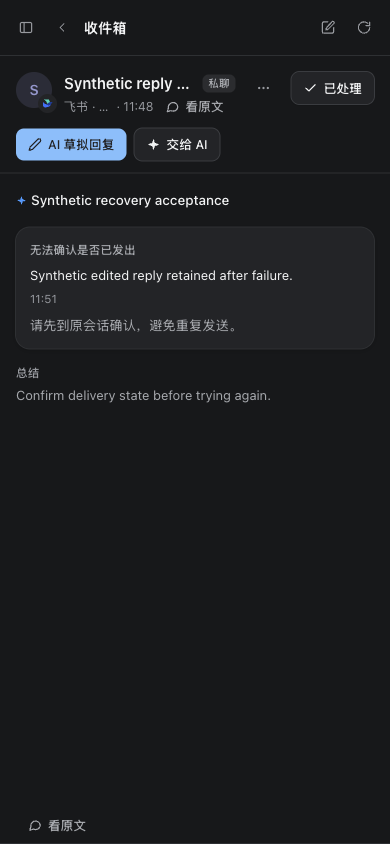 收件箱
S
Synthetic reply ... 私聊 ... 已处理
飞书 · ... · 11:48 看原文
AI 草拟回复 交给 AI
Synthetic recovery acceptance
无法确认是否已发出
Synthetic edited reply retained after failure.
11:51
请先到原会话确认，避免重复发送。
总结
Confirm delivery state before trying again.
看原文